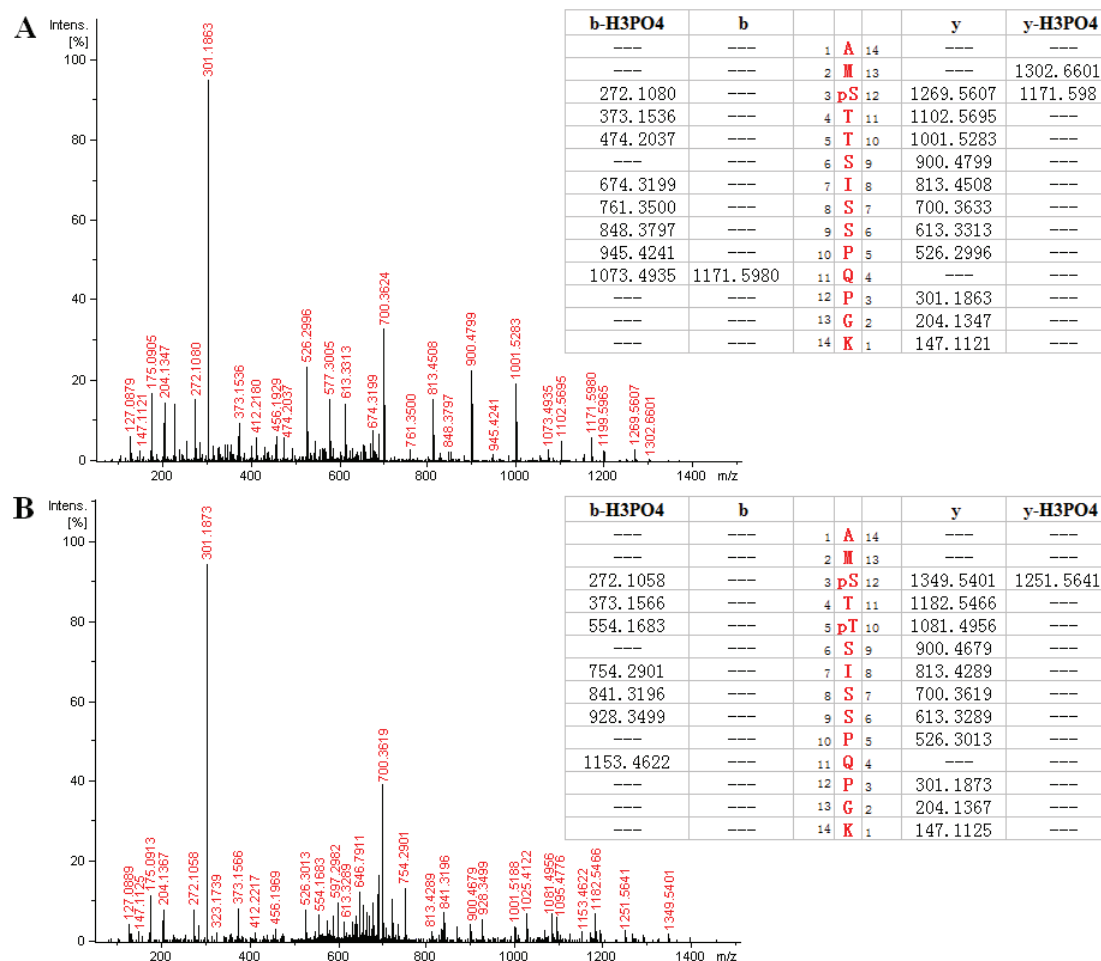 A
Intens.
[%]
100
80
60
40
20
0
301.1863
127.0879
147.1121
175.0905
204.1347
272.1080
373.1536
412.2180
456.1929
474.2037
526.2996
577.3005
613.3313
674.3199
700.3624
761.3500
813.4508
848.3797
900.4799
945.4241
1001.5283
1073.4935
1102.5695
1171.5980
1199.5965
1269.5607
1302.6601
200 400 600 800 1000 1200 1400 m/z
b-H3PO4 b y y-H3PO4
--- --- 1 A 14 --- ---
--- --- 2 M 13 --- 1302.6601
272.1080 --- 3 pS 12 1269.5607 1171.598
373.1536 --- 4 T 11 1102.5695 ---
474.2037 --- 5 T 10 1001.5283 ---
--- --- 6 S 9 900.4799 ---
674.3199 --- 7 I 8 813.4508 ---
761.3500 --- 8 S 7 700.3633 ---
848.3797 --- 9 S 6 613.3313 ---
945.4241 --- 10 P 5 526.2996 ---
1073.4935 1171.5980 11 Q 4 --- ---
--- --- 12 P 3 301.1863 ---
--- --- 13 G 2 204.1347 ---
--- --- 14 K 1 147.1121 ---
B
Intens.
[%]
100
80
60
40
20
0
301.1873
127.0889
147.1125
175.0913
204.1367
272.1058
323.1739
373.1566
412.2217
456.1969
526.3013
554.1683
597.2982
613.3289
646.7911
700.3619
754.2901
813.4289
841.3196
900.4679
928.3499
1001.5188
1025.4122
1081.4956
1095.4776
1153.4622
1182.5466
1251.5641
1349.5401
200 400 600 800 1000 1200 1400 m/z
b-H3PO4 b y y-H3PO4
--- --- 1 A 14 --- ---
--- --- 2 M 13 --- ---
272.1058 --- 3 pS 12 1349.5401 1251.5641
373.1566 --- 4 T 11 1182.5466 ---
554.1683 --- 5 pT 10 1081.4956 ---
--- --- 6 S 9 900.4679 ---
754.2901 --- 7 I 8 813.4289 ---
841.3196 --- 8 S 7 700.3619 ---
928.3499 --- 9 S 6 613.3289 ---
--- --- 10 P 5 526.3013 ---
1153.4622 --- 11 Q 4 --- ---
--- --- 12 P 3 301.1873 ---
--- --- 13 G 2 204.1367 ---
--- --- 14 K 1 147.1125 ---